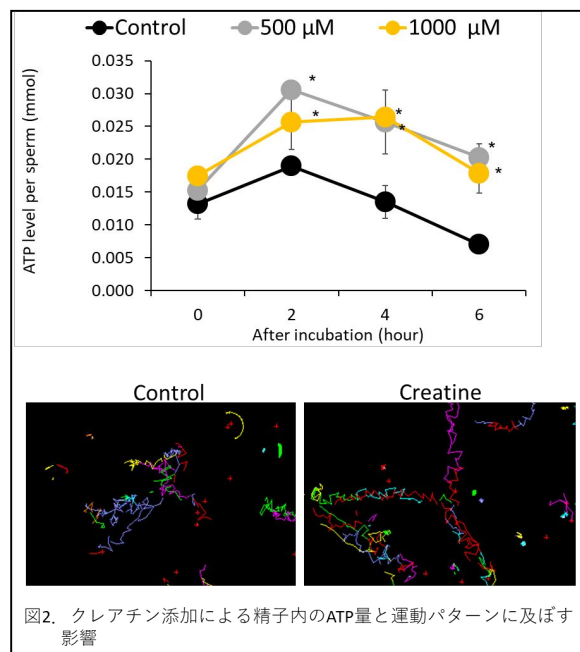 Control 500 μM 1000 μM
0.035
0.030
0.025
0.020
0.015
0.010
0.005
0.000
ATP level per sperm (mmol)
* * * * * *
0 2 4 6
After incubation (hour)
Control Creatine
図2. クレアチン添加による精子内のATP量と運動パターンに及ぼす
影響